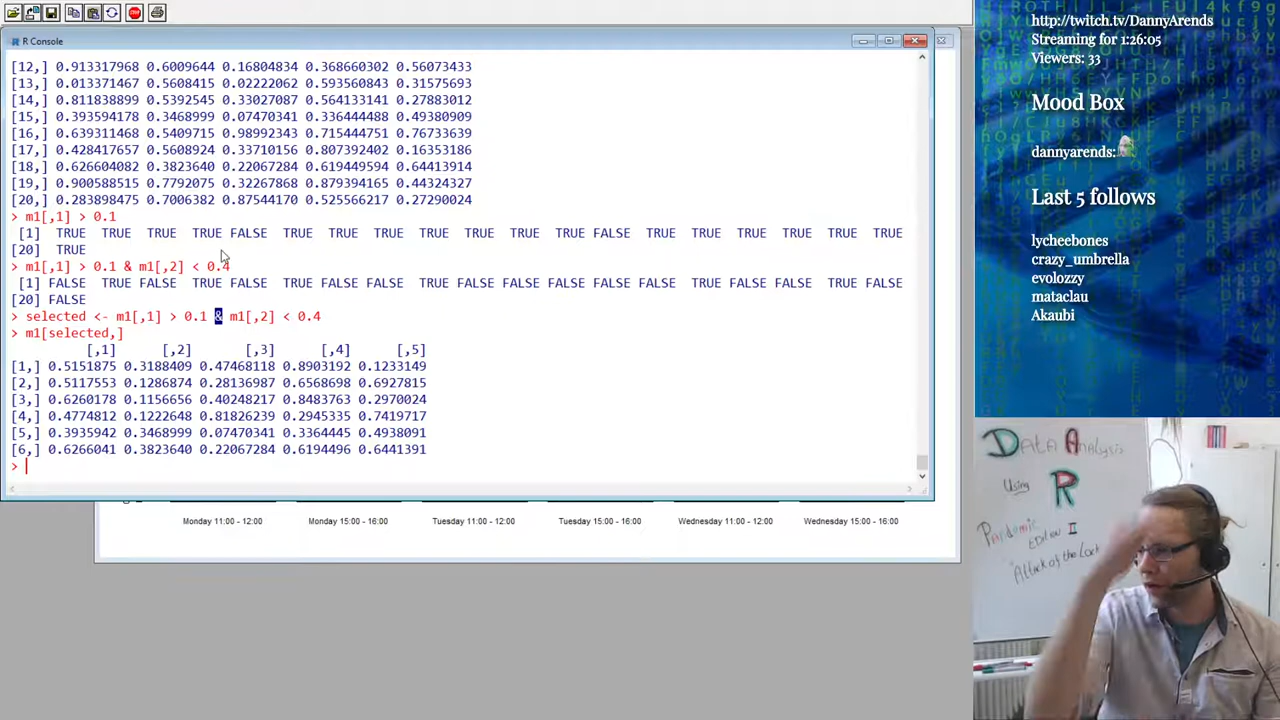 R Console
[12,] 0.913317968 0.6009644 0.16804834 0.366056682 0.56073433
[13,] 0.013371467 0.5608415 0.02222062 0.593560843 0.31575693
[14,] 0.811838899 0.5392545 0.33027087 0.564133141 0.27883012
[15,] 0.393594178 0.3468999 0.07470341 0.336444488 0.49380909
[16,] 0.639311468 0.5409715 0.98992343 0.715444751 0.76733639
[17,] 0.428417657 0.5608924 0.33710156 0.807392402 0.16353186
[18,] 0.626604082 0.3823640 0.22067284 0.619449594 0.64413914
[19,] 0.900588515 0.7792075 0.32267868 0.879394165 0.44324327
[20,] 0.283898475 0.7006382 0.87544170 0.525566217 0.27290024
> m1[,1] > 0.1
[1] TRUE TRUE TRUE TRUE FALSE TRUE TRUE TRUE TRUE TRUE TRUE TRUE FALSE TRUE TRUE TRUE TRUE TRUE TRUE
[20] TRUE
> m1[,1] > 0.1 & m1[,2] < 0.4
[1] FALSE TRUE FALSE TRUE FALSE TRUE FALSE FALSE TRUE FALSE FALSE FALSE FALSE FALSE TRUE FALSE FALSE TRUE FALSE
[20] FALSE
> selected <- m1[,1] > 0.1 & m1[,2] < 0.4
> m1[selected,]
[,1] [,2] [,3] [,4] [,5]
[1,] 0.5151875 0.3188409 0.47468118 0.8903192 0.1233149
[2,] 0.5117553 0.1286874 0.28136987 0.6568698 0.6927815
[3,] 0.6260178 0.1156656 0.40248217 0.8483763 0.2970024
[4,] 0.4774812 0.1222648 0.81826239 0.2945335 0.7419717
[5,] 0.3935942 0.3468999 0.07470341 0.3364445 0.4938091
[6,] 0.6266041 0.3823640 0.22067284 0.6194496 0.6441391
>
Monday 11:00 - 12:00 Monday 15:00 - 16:00 Tuesday 11:00 - 12:00 Tuesday 15:00 - 16:00 Wednesday 11:00 - 12:00 Wednesday 15:00 - 16:00
http://twitch.tv/DannyArends
Streaming for 1:26:05
Viewers: 33
Mood Box
dannyarends:
Last 5 follows
lycheebones
crazy_umbrella
evolozzy
mataclau
Akaubi
DATA ANALYSIS
Using R
Pandemic
EDITION II
"Attack of the Lock